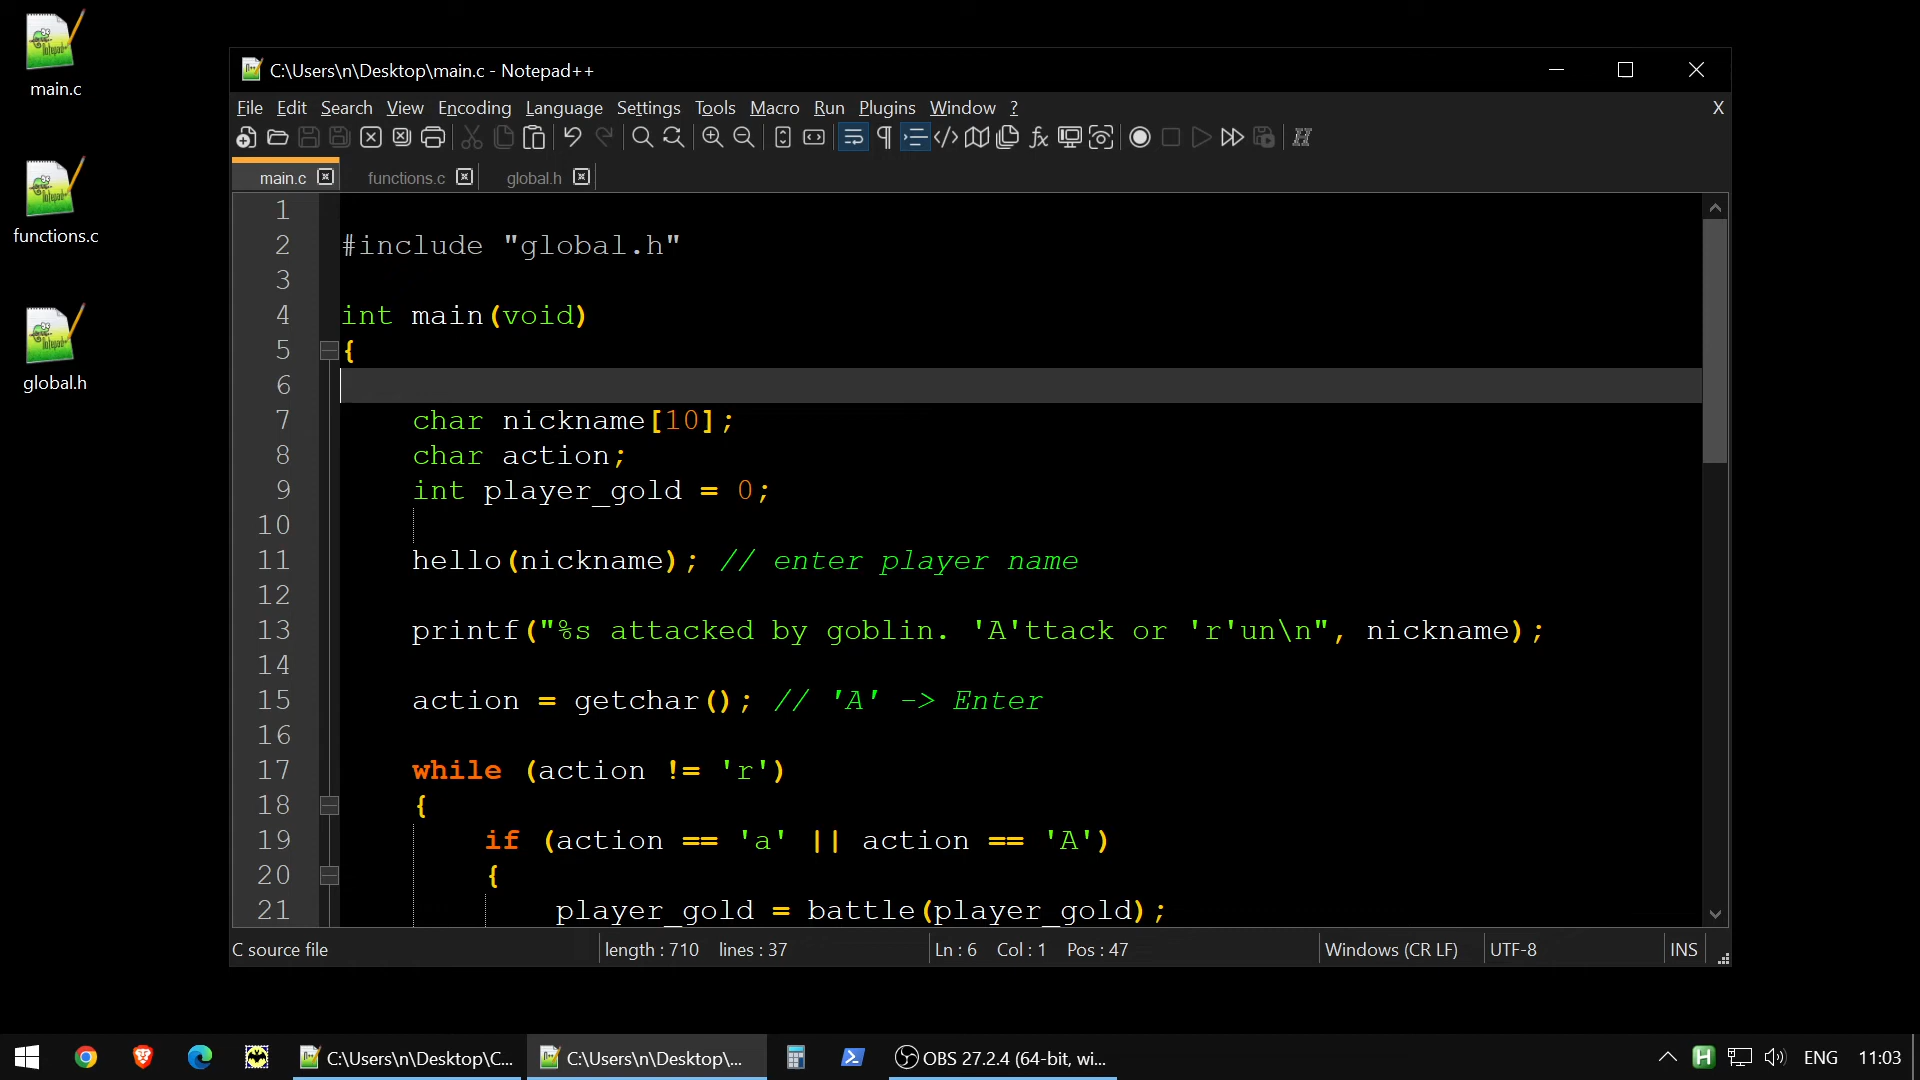 main.c
functions.c
global.h
C:\Users\n\Desktop\main.c - Notepad++
File Edit Search View Encoding Language Settings Tools Macro Run Plugins Window ? X
main.c functions.c global.h
1
2 #include "global.h"
3
4 int main(void)
5 {
6
7 char nickname[10];
8 char action;
9 int player_gold = 0;
10
11 hello(nickname); // enter player name
12
13 printf("%s attacked by goblin. 'A'ttack or 'r'un\n", nickname);
14
15 action = getchar(); // 'A' -> Enter
16
17 while (action != 'r')
18 {
19 if (action == 'a' || action == 'A')
20 {
21 player_gold = battle(player_gold);
C source file length : 710 lines : 37 Ln : 6 Col : 1 Pos : 47 Windows (CR LF) UTF-8 INS
C:\Users\n\Desktop\C... C:\Users\n\Desktop\... OBS 27.2.4 (64-bit, wi... H ENG 11:03